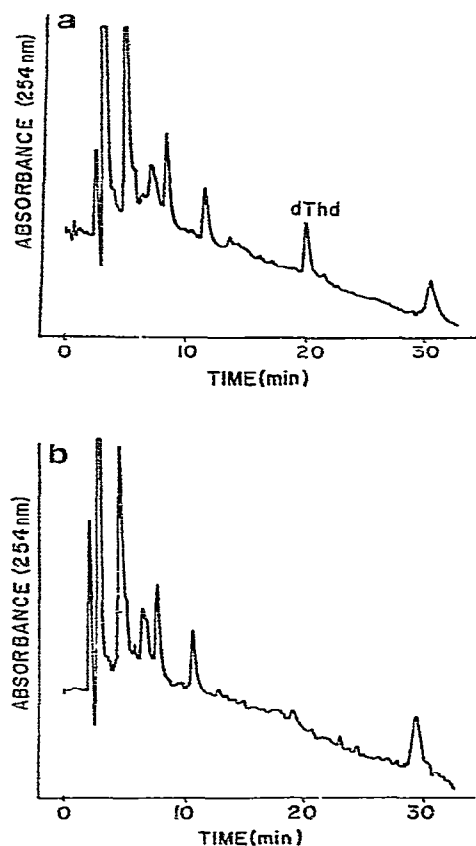 a
ABSORBANCE (254 nm)
dThd
0 10 20 30
TIME(min)
b
ABSORBANCE (254 nm)
0 10 20 30
TIME(min)